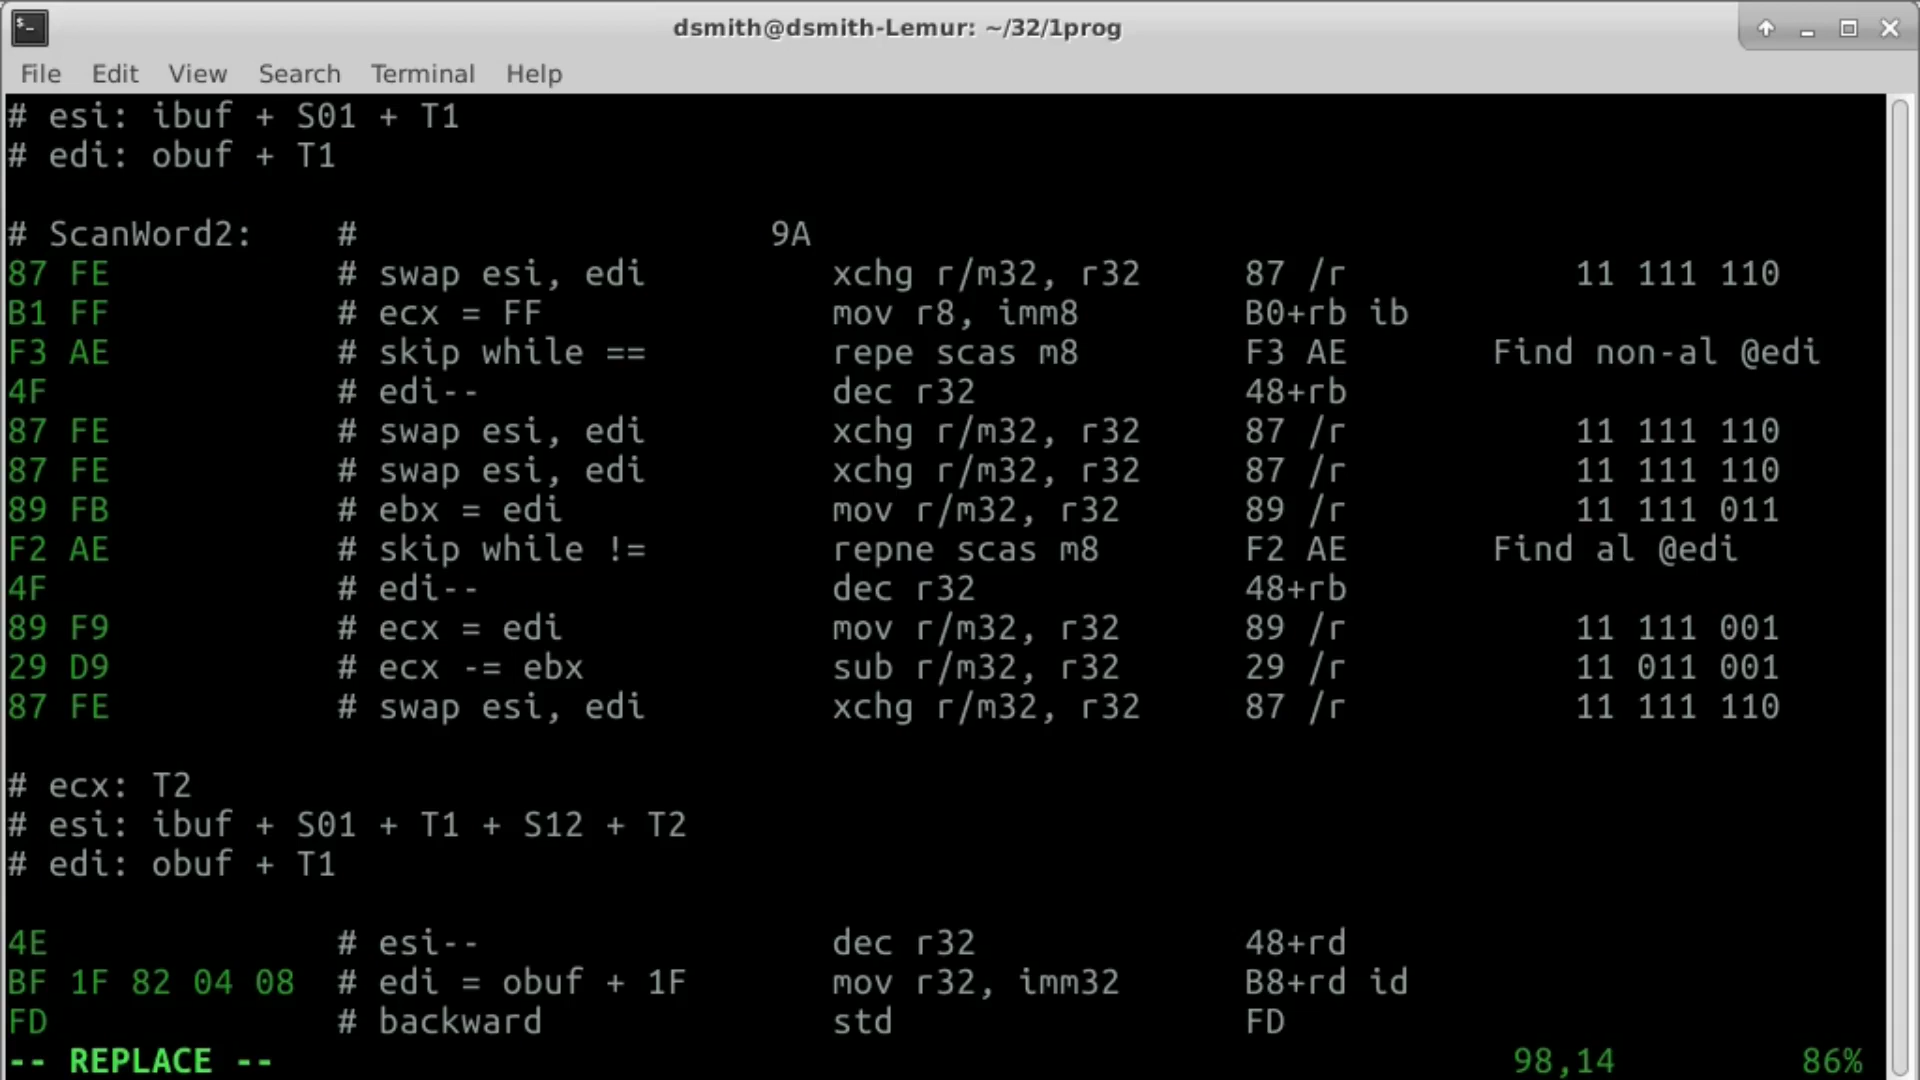 dsmith@dsmith-Lemur: ~/32/1prog
File Edit View Search Terminal Help
# esi: ibuf + S01 + T1
# edi: obuf + T1
# ScanWord2: # 9A
87 FE # swap esi, edi xchg r/m32, r32 87 /r 11 111 110
B1 FF # ecx = FF mov r8, imm8 B0+rb ib
F3 AE # skip while == repe scas m8 F3 AE Find non-al @edi
4F # edi-- dec r32 48+rb
87 FE # swap esi, edi xchg r/m32, r32 87 /r 11 111 110
87 FE # swap esi, edi xchg r/m32, r32 87 /r 11 111 110
89 FB # ebx = edi mov r/m32, r32 89 /r 11 111 011
F2 AE # skip while != repne scas m8 F2 AE Find al @edi
4F # edi-- dec r32 48+rb
89 F9 # ecx = edi mov r/m32, r32 89 /r 11 111 001
29 D9 # ecx -= ebx sub r/m32, r32 29 /r 11 011 001
87 FE # swap esi, edi xchg r/m32, r32 87 /r 11 111 110
# ecx: T2
# esi: ibuf + S01 + T1 + S12 + T2
# edi: obuf + T1
4E # esi-- dec r32 48+rd
BF 1F 82 04 08 # edi = obuf + 1F mov r32, imm32 B8+rd id
FD # backward std FD
-- REPLACE -- 98,14 86%